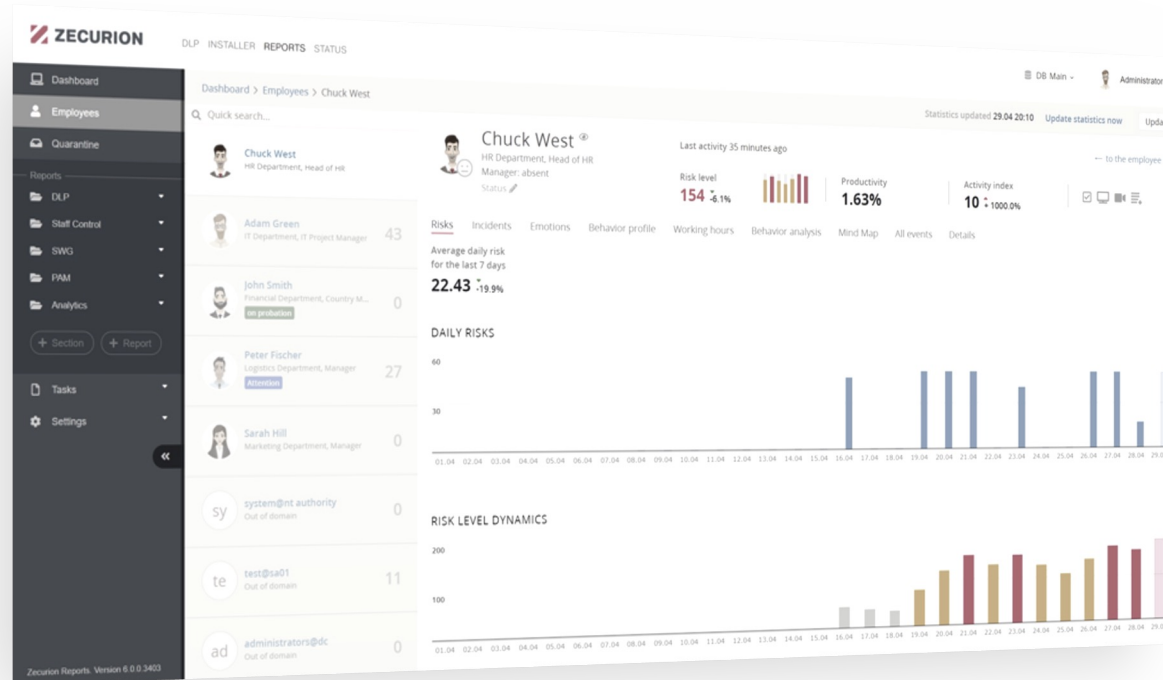 ZECURION
DLP INSTALLER REPORTS STATUS
DB Main
Administrator
Dashboard
Employees
Quarantine
Reports
DLP
Staff Control
SWG
PAM
Analytics
+ Section + Report
Tasks
Settings
«
Zecurion Reports. Version 6.0.0.3403
Dashboard > Employees > Chuck West
Statistics updated 29.04 20:10 Update statistics now
Quick search...
Chuck West
HR Department, Head of HR
Adam Green
IT Department, IT Project Manager
43
John Smith
Financial Department, Country M...
on probation
0
Peter Fischer
Logistics Department, Manager
Attention
27
Sarah Hill
Marketing Department, Manager
0
sy
system@nt authority
Out of domain
0
te
test@sa01
Out of domain
11
ad
administrators@dc
Out of domain
0
Chuck West
HR Department, Head of HR
Manager: absent
Status
Last activity 35 minutes ago
← to the employee
Risk level
154 -6.1%
Productivity
1.63%
Activity index
10 1000.0%
Risks Incidents Emotions Behavior profile Working hours Behavior analysis Mind Map All events Details
Average daily risk
for the last 7 days
22.43 -19.9%
DAILY RISKS
60
30
01.04 02.04 03.04 04.04 05.04 06.04 07.04 08.04 09.04 10.04 11.04 12.04 13.04 14.04 15.04 16.04 17.04 18.04 19.04 20.04 21.04 22.04 23.04 24.04 25.04 26.04 27.04 28.04
RISK LEVEL DYNAMICS
200
100
01.04 02.04 03.04 04.04 05.04 06.04 07.04 08.04 09.04 10.04 11.04 12.04 13.04 14.04 15.04 16.04 17.04 18.04 19.04 20.04 21.04 22.04 23.04 24.04 25.04 26.04 27.04 28.04